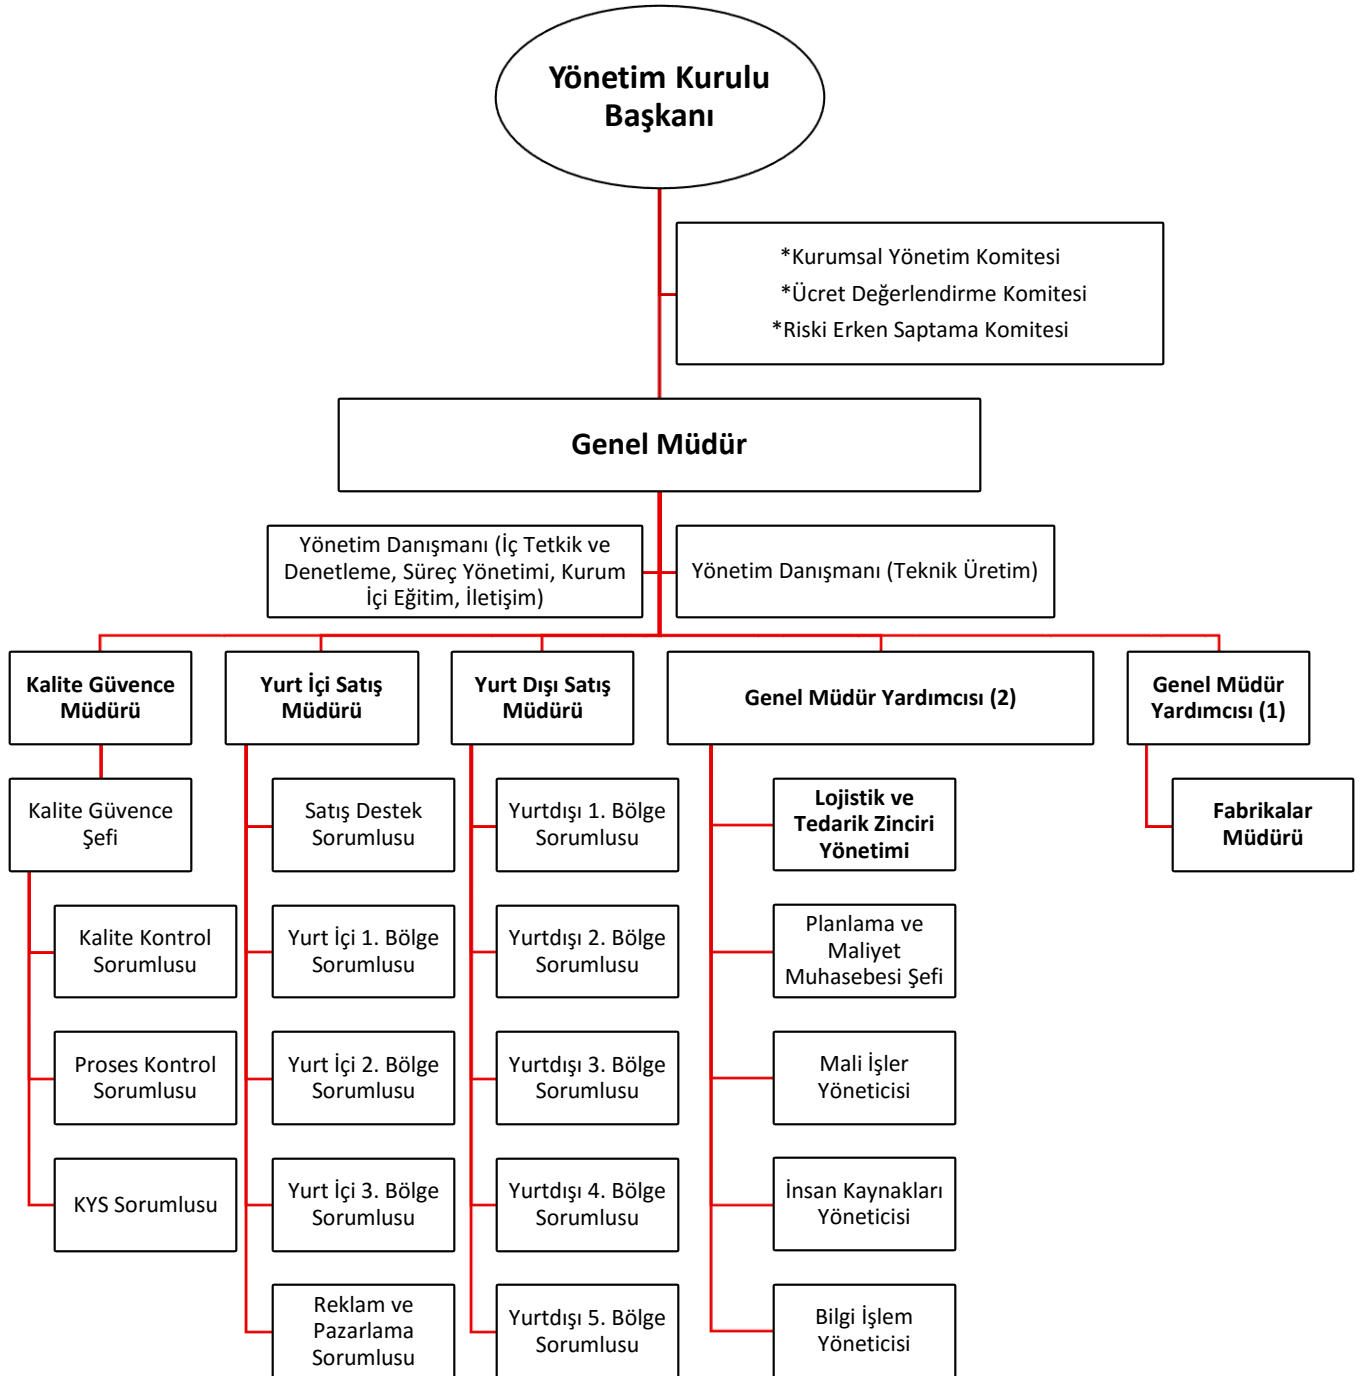 Yönetim Kurulu
Başkanı
*Kurumsal Yönetim Komitesi
*Ücret Değerlendirme Komitesi
*Riski Erken Saptama Komitesi
Genel Müdür
Yönetim Danışmanı (İç Tetkik ve
Denetleme, Süreç Yönetimi, Kurum
İçi Eğitim, İletişim)
Yönetim Danışmanı (Teknik Üretim)
Kalite Güvence
Müdürü
Yurt İçi Satış
Müdürü
Yurt Dışı Satış
Müdürü
Genel Müdür Yardımcısı (2)
Genel Müdür
Yardımcısı (1)
Kalite Güvence
Şefi
Kalite Kontrol
Sorumlusu
Proses Kontrol
Sorumlusu
KYS Sorumlusu
Satış Destek
Sorumlusu
Yurt İçi 1. Bölge
Sorumlusu
Yurt İçi 2. Bölge
Sorumlusu
Yurt İçi 3. Bölge
Sorumlusu
Reklam ve
Pazarlama
Sorumlusu
Yurtdışı 1. Bölge
Sorumlusu
Yurtdışı 2. Bölge
Sorumlusu
Yurtdışı 3. Bölge
Sorumlusu
Yurtdışı 4. Bölge
Sorumlusu
Yurtdışı 5. Bölge
Sorumlusu
Lojistik ve
Tedarik Zinciri
Yönetimi
Planlama ve
Maliyet
Muhasebesi Şefi
Mali İşler
Yöneticisi
İnsan Kaynakları
Yöneticisi
Bilgi İşlem
Yöneticisi
Fabrikalar
Müdürü